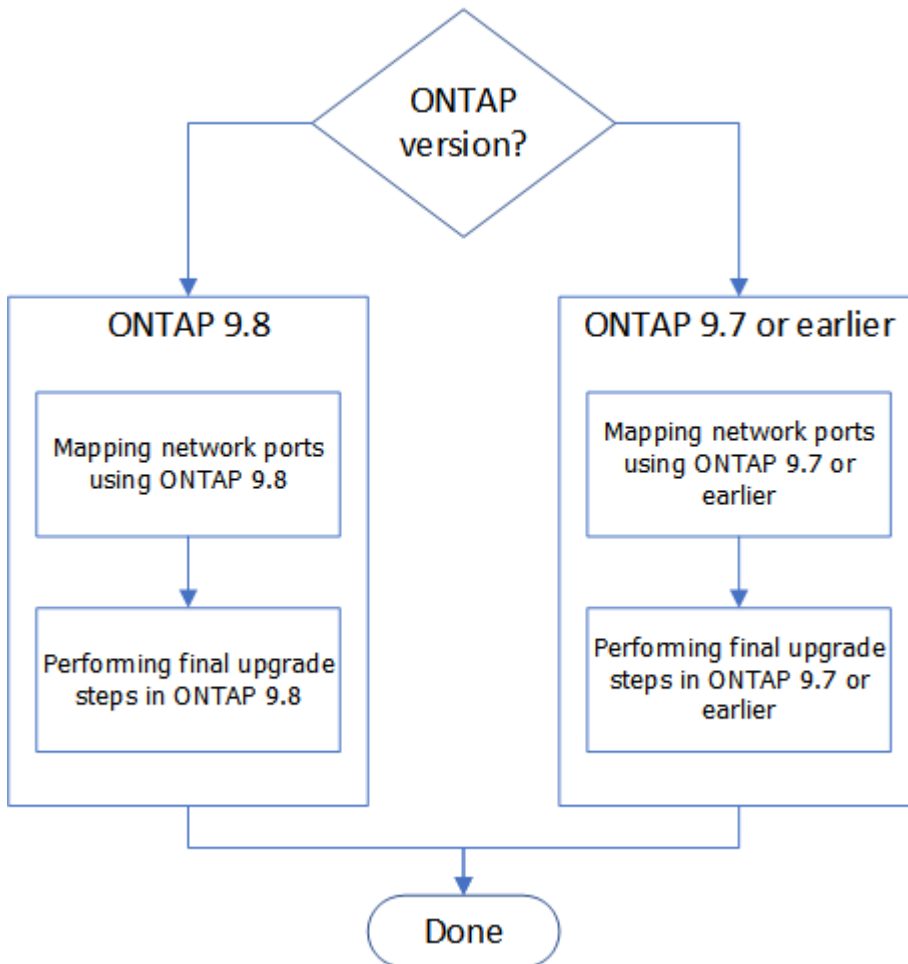 ONTAP
version?
ONTAP 9.8
Mapping network ports
using ONTAP 9.8
Performing final upgrade
steps in ONTAP 9.8
ONTAP 9.7 or earlier
Mapping network ports
using ONTAP 9.7 or
earlier
Performing final upgrade
steps in ONTAP 9.7 or
earlier
Done